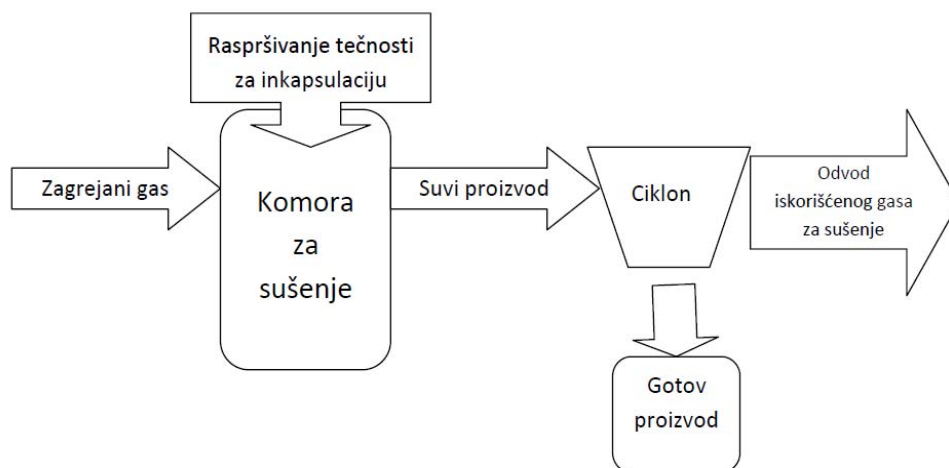 Raspršivanje tečnosti
za inkapsulaciju
Zagrejani gas
Komora
za
sušenje
Suvi proizvod
Ciklon
Odvod
iskorišćenog gasa
za sušenje
Gotov
proizvod